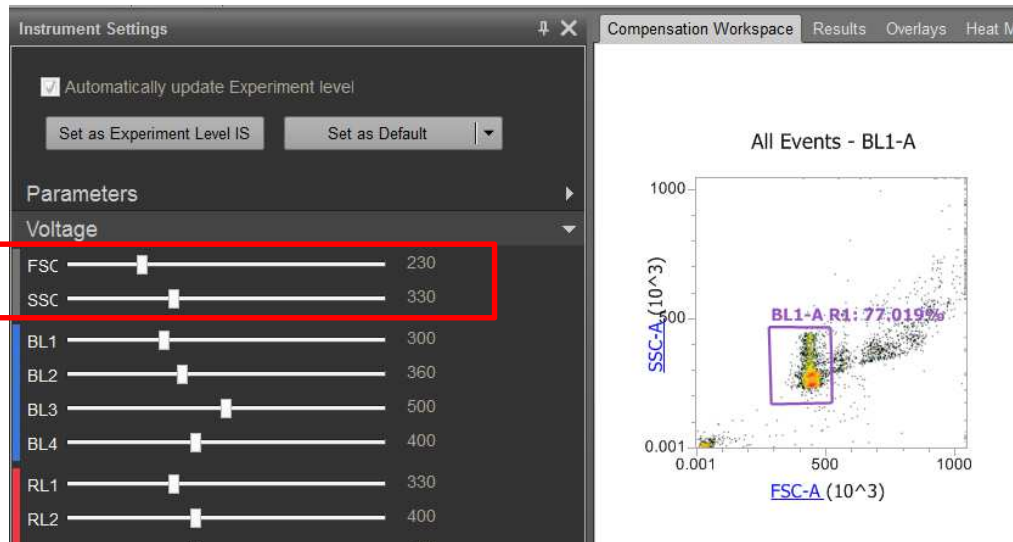 Instrument Settings
Automatically update Experiment level
Set as Experiment Level IS
Set as Default
Parameters
Voltage
FSC 230
SSC 330
BL1 300
BL2 360
BL3 500
BL4 400
RL1 330
RL2 400
Compensation Workspace Results Overlays Heat M
All Events - BL1-A
1000
500
0.001
SSC-A (10^3)
BL1-A R1: 77.019%
0.001 500 1000
FSC-A (10^3)